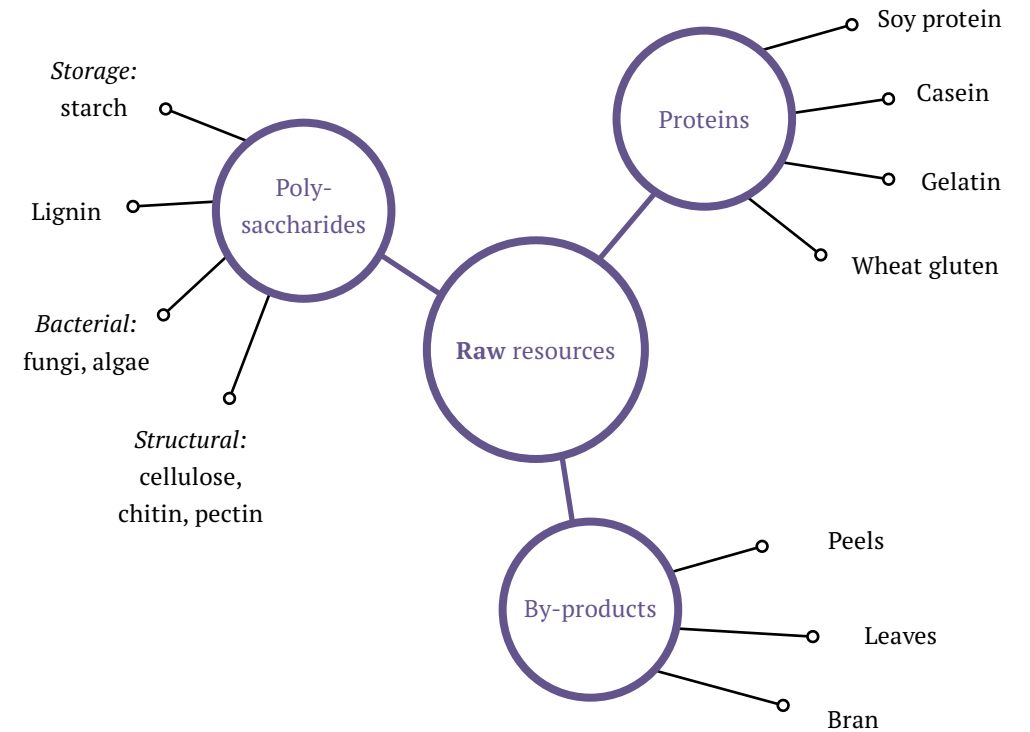 Storage:
starch
Lignin
Bacterial:
fungi, algae
Structural:
cellulose,
chitin, pectin
Poly-
saccharides
Raw resources
Proteins
Soy protein
Casein
Gelatin
Wheat gluten
By-products
Peels
Leaves
Bran